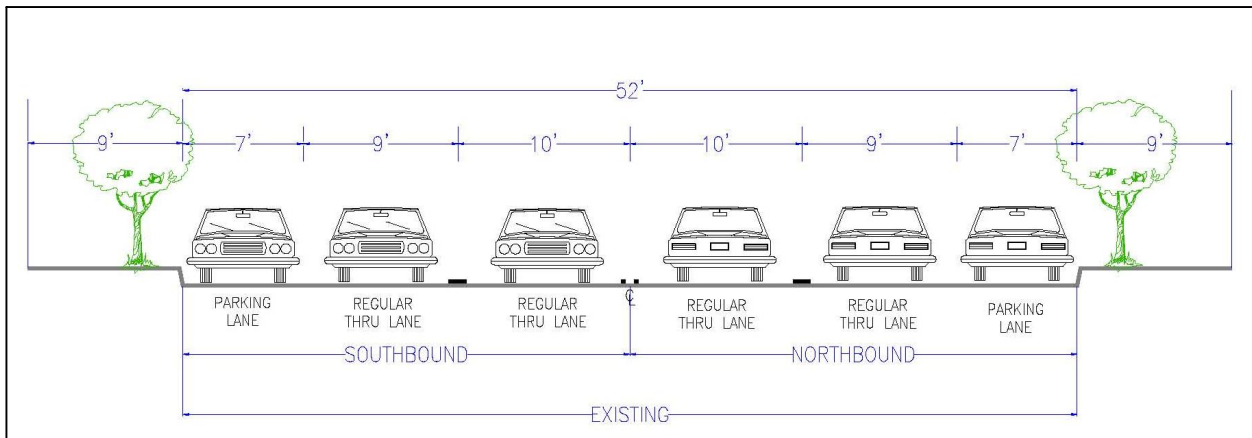 52'
9' 7' 9' 10' 10' 9' 7' 9'
PARKING
LANE
REGULAR
THRU LANE
REGULAR
THRU LANE
℄
REGULAR
THRU LANE
REGULAR
THRU LANE
PARKING
LANE
SOUTHBOUND
NORTHBOUND
EXISTING